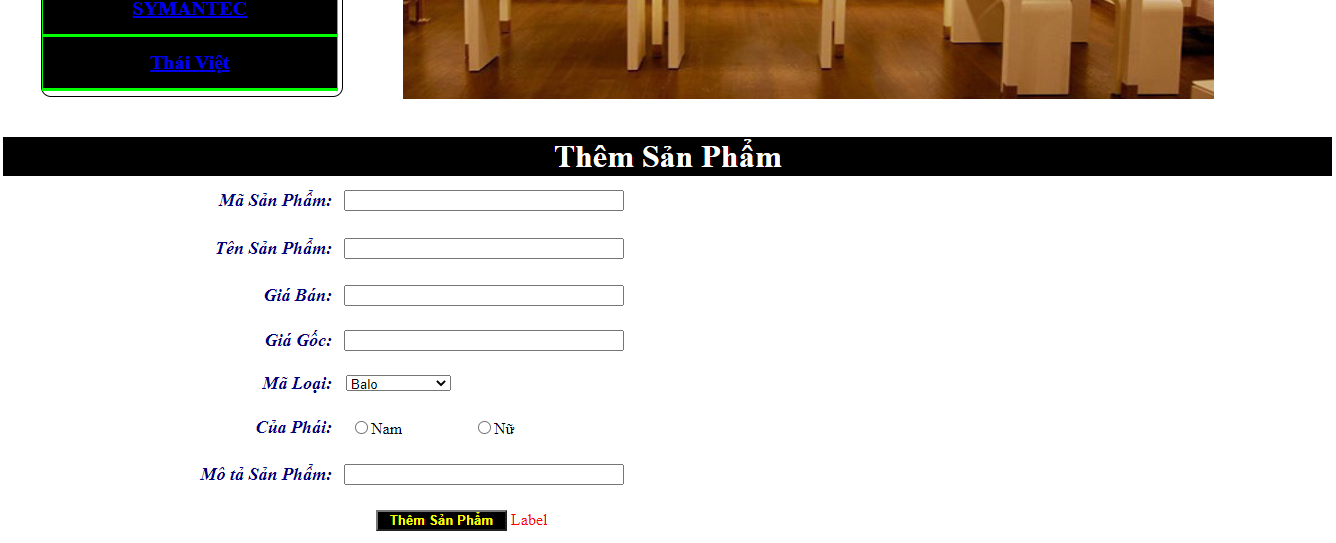 SYMANTEC
Thái Việt
Thêm Sản Phẩm
Mã Sản Phẩm:
Tên Sản Phẩm:
Giá Bán:
Giá Gốc:
Mã Loại: Balo
Của Phái: Nam Nữ
Mô tả Sản Phẩm:
Thêm Sản Phẩm Label